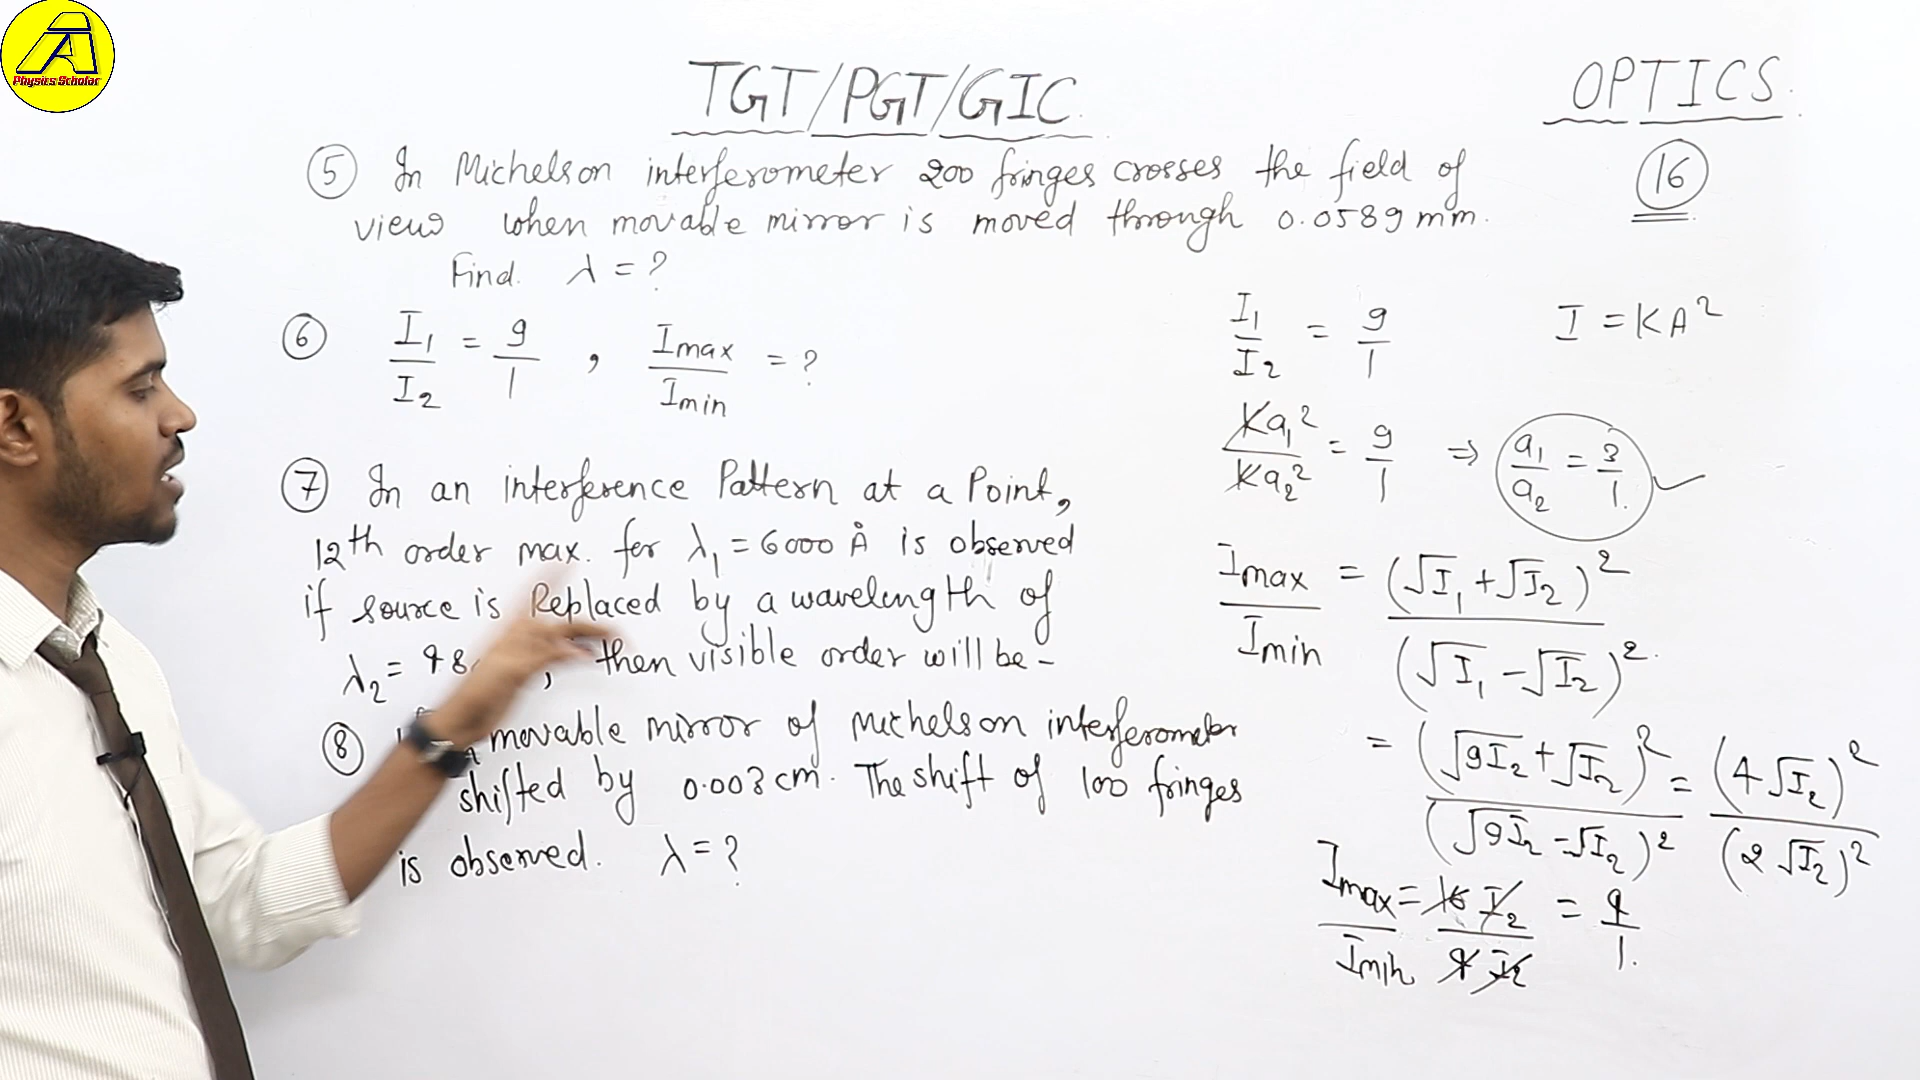 Physics Scholar
TGT/PGT/GIC
OPTICS
16
⑤ In Michelson interferometer 200 fringes crosses the field of
view when movable mirror is moved through 0.0589 mm.
Find. λ = ?
⑥ I₁/I₂ = 9/1 , Imax/Imin = ?
⑦ In an interference Pattern at a Point,
12th order max. for λ₁ = 6000 Å is observed
if source is Replaced by a wavelength of
λ₂ = 48 , then visible order will be -
⑧ movable mirror of Michelson interferometer
shifted by 0.003 cm. The shift of 100 fringes
is observed. λ = ?
I₁/I₂ = 9/1 I = KA²
Ka₁²/Ka₂² = 9/1 ⇒ a₁/a₂ = 3/1.
Imax/Imin = (√I₁ + √I₂)²/(√I₁ - √I₂)²
= (√9I₂ + √I₂)²/(√9I₂ - √I₂)² = (4√I₂)²/(2√I₂)²
Imax/Imin = 16 I₂/4 I₂ = 4/1.